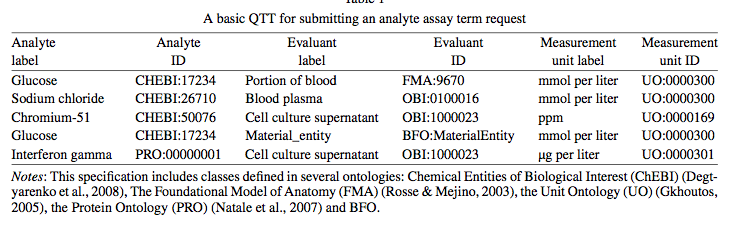 A basic QTT for submitting an analyte assay term request
Analyte Analyte Evaluant Evaluant Measurement Measurement
label ID label ID unit label unit ID
Glucose CHEBI:17234 Portion of blood FMA:9670 mmol per liter UO:0000300
Sodium chloride CHEBI:26710 Blood plasma OBI:0100016 mmol per liter UO:0000300
Chromium-51 CHEBI:50076 Cell culture supernatant OBI:1000023 ppm UO:0000169
Glucose CHEBI:17234 Material_entity BFO:MaterialEntity mmol per liter UO:0000300
Interferon gamma PRO:00000001 Cell culture supernatant OBI:1000023 μg per liter UO:0000301
Notes: This specification includes classes defined in several ontologies: Chemical Entities of Biological Interest (ChEBI) (Degt-
yarenko et al., 2008), The Foundational Model of Anatomy (FMA) (Rosse & Mejino, 2003), the Unit Ontology (UO) (Gkhoutos,
2005), the Protein Ontology (PRO) (Natale et al., 2007) and BFO.